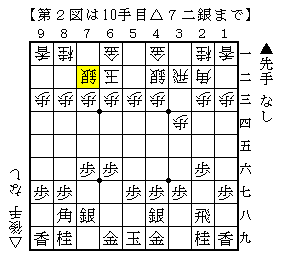 【第２図は10手目△７二銀まで】
９ ８ ７ ６ ５ ４ ３ ２ １
香 桂 金 金 桂 香 一
銀 玉 銀 飛 角 二
歩 歩 歩 歩 歩 歩 歩 歩 三
歩 四
五
歩 歩 歩 六
歩 歩 歩 歩 歩 歩 七
角 銀 銀 飛 八
香 桂 金 玉 金 桂 香 九
▲先手 なし
△後手 なし